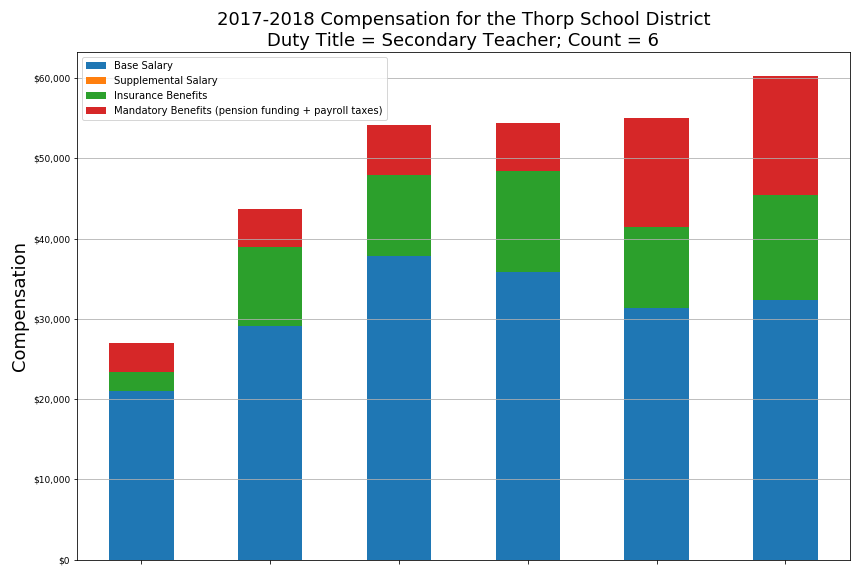 2017-2018 Compensation for the Thorp School District
Duty Title = Secondary Teacher; Count = 6
Base Salary
Supplemental Salary
Insurance Benefits
Mandatory Benefits (pension funding + payroll taxes)
Compensation
$60,000
$50,000
$40,000
$30,000
$20,000
$10,000
$0